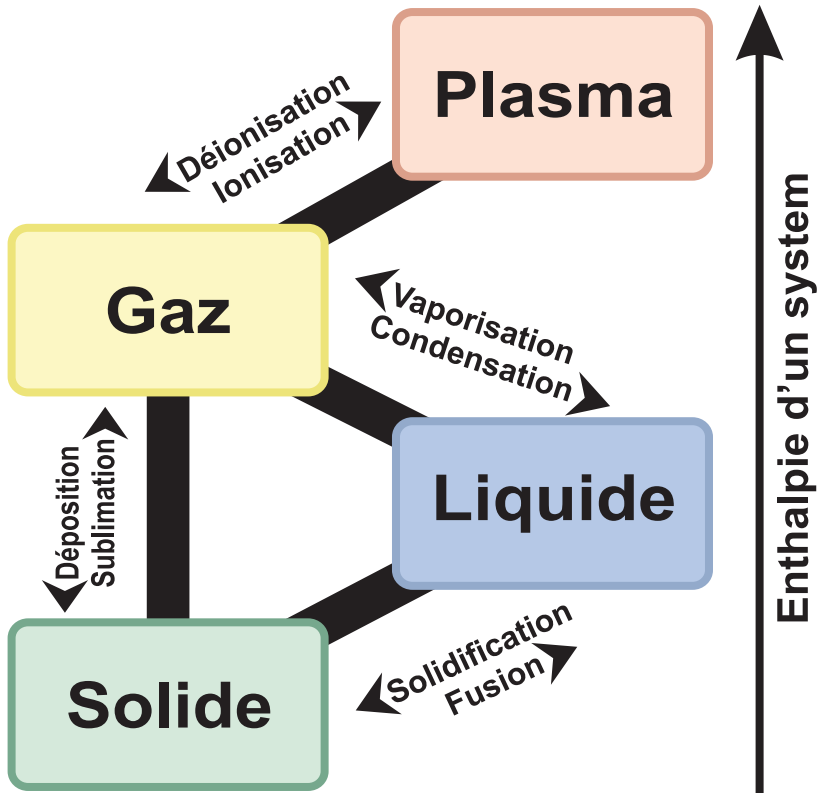 Plasma
Déionisation
Ionisation
Gaz
Vaporisation
Condensation
Liquide
Déposition
Sublimation
Solidification
Fusion
Solide
Enthalpie d'un system